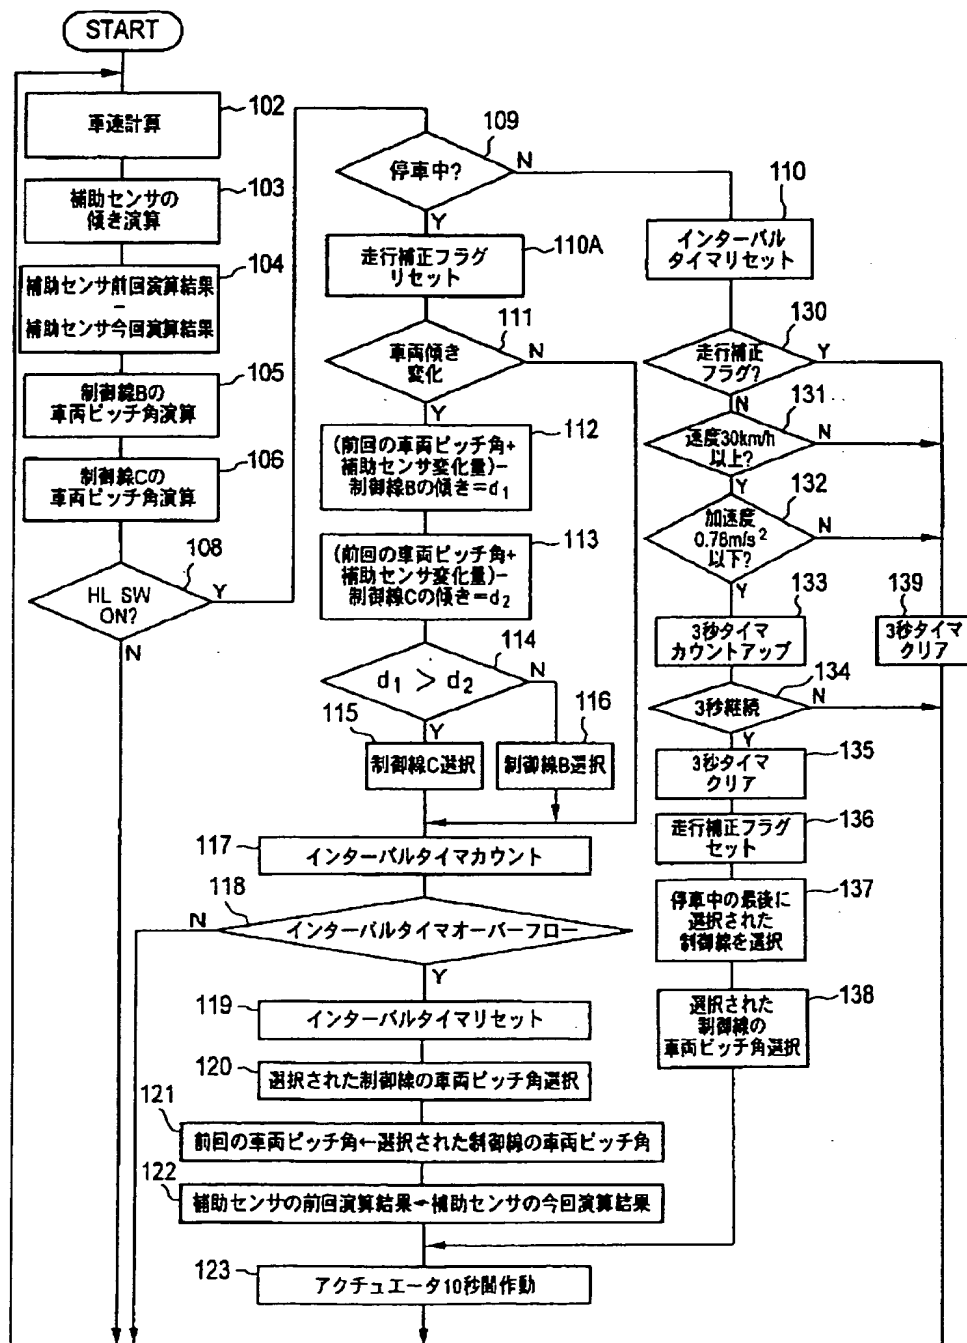 START
102
車速計算
103
補助センサの
傾き演算
104
補助センサ前回演算結果
−
補助センサ今回演算結果
105
制御線Bの
車両ピッチ角演算
106
制御線Cの
車両ピッチ角演算
108
HL SW
ON?
Y
N
109
停車中?
N
Y
110A
走行補正フラグ
リセット
111
車両傾き
変化
N
Y
112
(前回の車両ピッチ角+
補助センサ変化量)−
制御線Bの傾き=d1
113
(前回の車両ピッチ角+
補助センサ変化量)−
制御線Cの傾き=d2
114
d1 > d2
N
Y
115
制御線C選択
116
制御線B選択
117
インターバルタイマカウント
118
インターバルタイマオーバーフロー
N
Y
119
インターバルタイマリセット
120
選択された制御線の車両ピッチ角選択
121
前回の車両ピッチ角←選択された制御線の車両ピッチ角
122
補助センサの前回演算結果←補助センサの今回演算結果
123
アクチュエータ10秒間作動
110
インターバル
タイマリセット
130
走行補正
フラグ?
Y
N
131
速度30km/h
以上?
N
Y
132
加速度
0.78m/s²
以下?
N
Y
133
3秒タイマ
カウントアップ
139
3秒タイマ
クリア
134
3秒継続
N
Y
135
3秒タイマ
クリア
136
走行補正フラグ
セット
137
停車中の最後に
選択された
制御線を選択
138
選択された
制御線の
車両ピッチ角選択